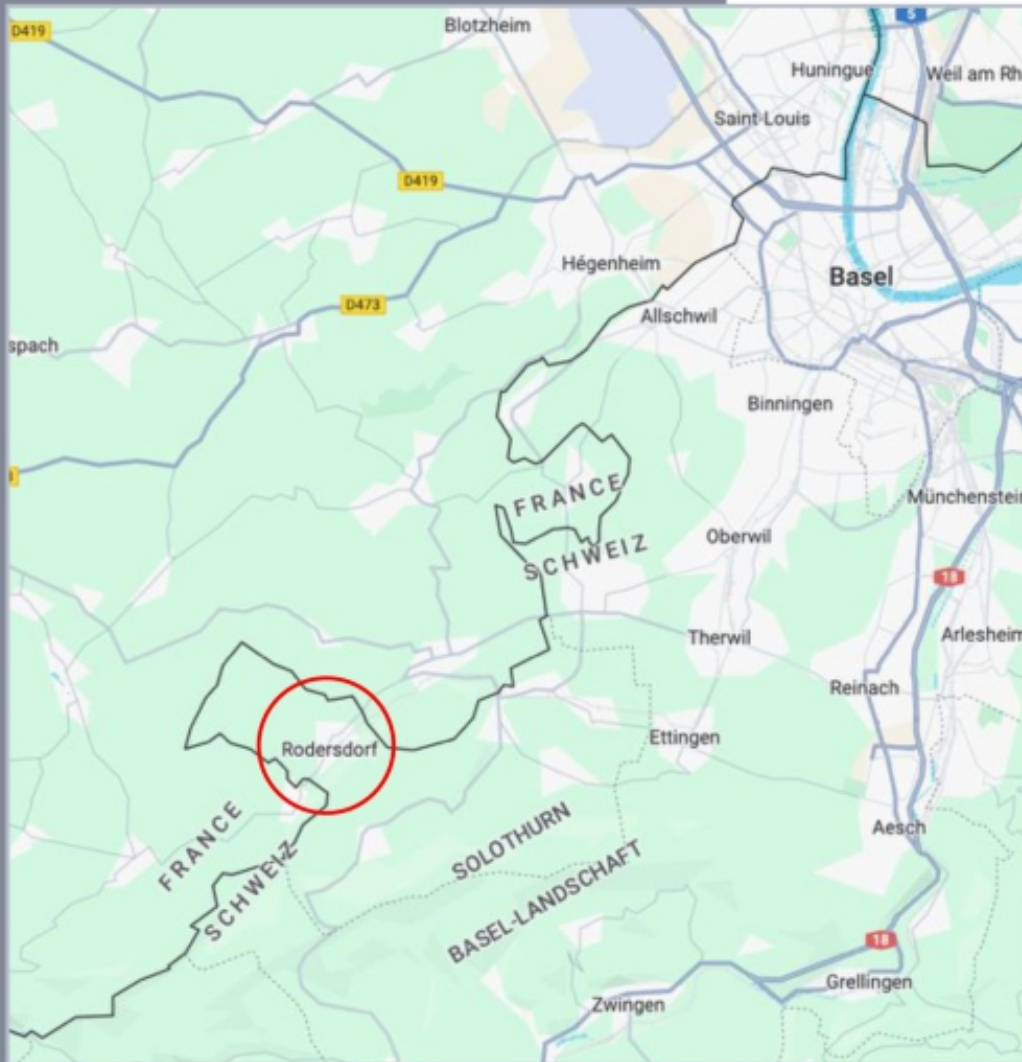 D419
Blotzheim
5
Huningue
Weil am Rh
Saint-Louis
D419
Hégenheim
Basel
D473
Allschwil
spach
Binningen
FRANCE
Münchenstein
Oberwil
SCHWEIZ
18
Therwil
Arlesheim
Reinach
Ettingen
Rodersdorf
FRANCE
SOLOTHURN
Aesch
SCHWEIZ
BASEL-LANDSCHAFT
18
Grellingen
Zwingen